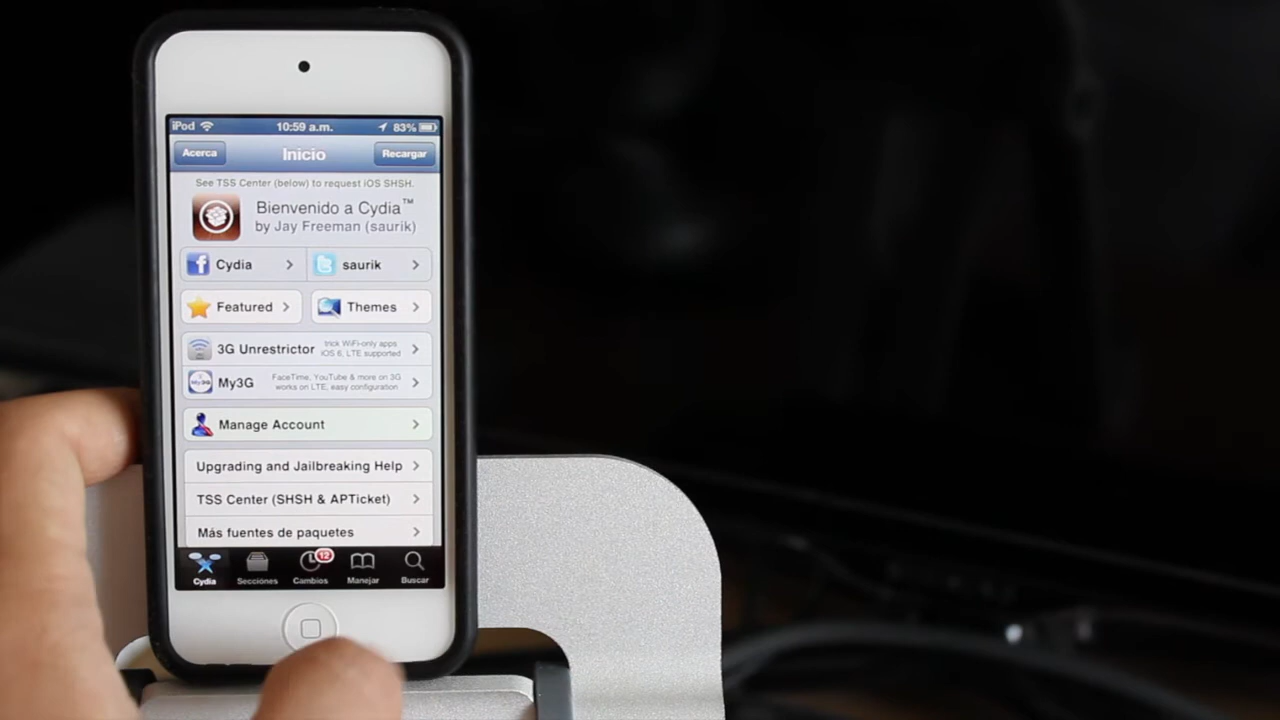 iPod 10:59 a.m. 83%
Acerca Inicio Recargar
See TSS Center (below) to request iOS SHSH.
Bienvenido a Cydia™
by Jay Freeman (saurik)
Cydia saurik
Featured Themes
3G Unrestrictor trick WiFi-only apps
iOS 6, LTE supported
My3G FaceTime, YouTube & more on 3G
works on LTE, easy configuration
Manage Account
Upgrading and Jailbreaking Help
TSS Center (SHSH & APTicket)
Más fuentes de paquetes
12
Cydia Secciones Cambios Manejar Buscar